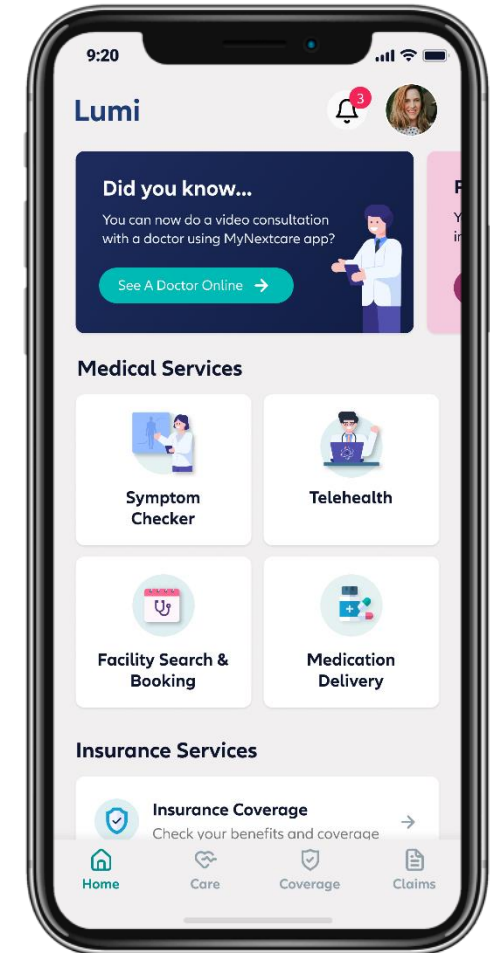 9:20
Lumi
3
Did you know...
You can now do a video consultation
with a doctor using MyNextcare app?
See A Doctor Online
Medical Services
Symptom
Checker
Telehealth
Facility Search &
Booking
Medication
Delivery
Insurance Services
Insurance Coverage
Check your benefits and coverage
Home
Care
Coverage
Claims